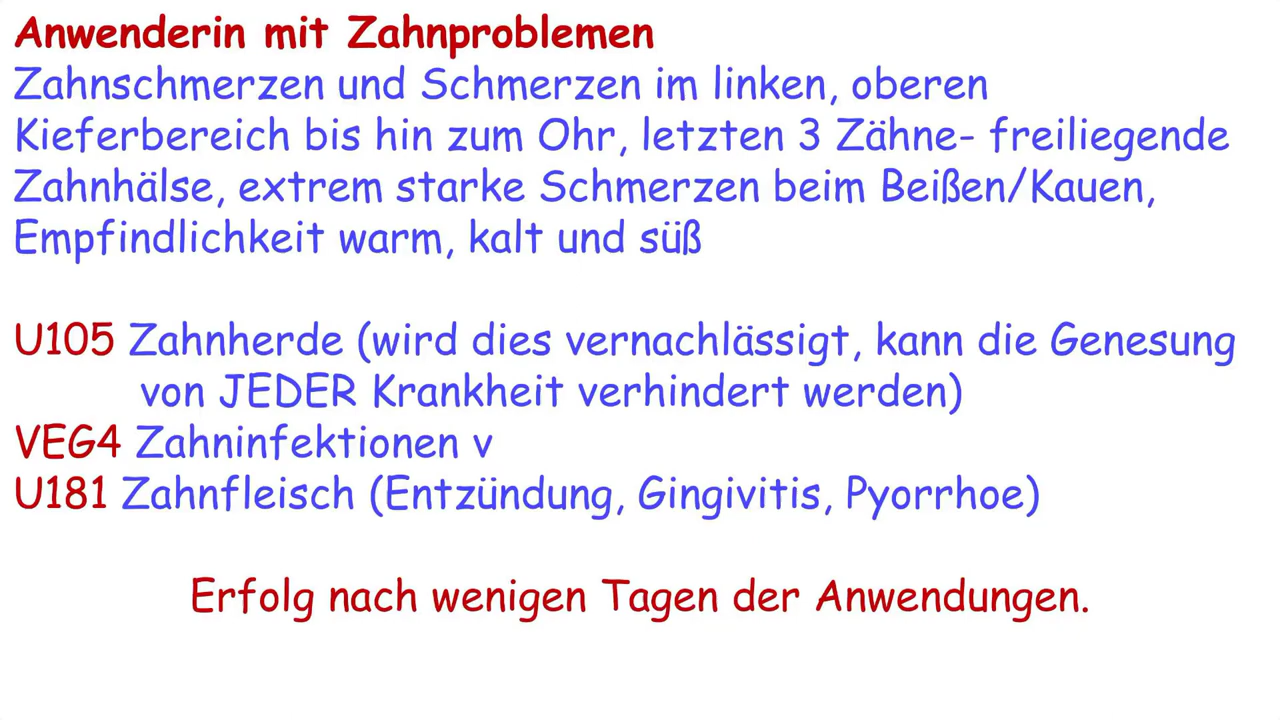 Anwenderin mit Zahnproblemen
Zahnschmerzen und Schmerzen im linken, oberen
Kieferbereich bis hin zum Ohr, letzten 3 Zähne- freiliegende
Zahnhälse, extrem starke Schmerzen beim Beißen/Kauen,
Empfindlichkeit warm, kalt und süß
U105 Zahnherde (wird dies vernachlässigt, kann die Genesung
von JEDER Krankheit verhindert werden)
VEG4 Zahninfektionen v
U181 Zahnfleisch (Entzündung, Gingivitis, Pyorrhoe)
Erfolg nach wenigen Tagen der Anwendungen.